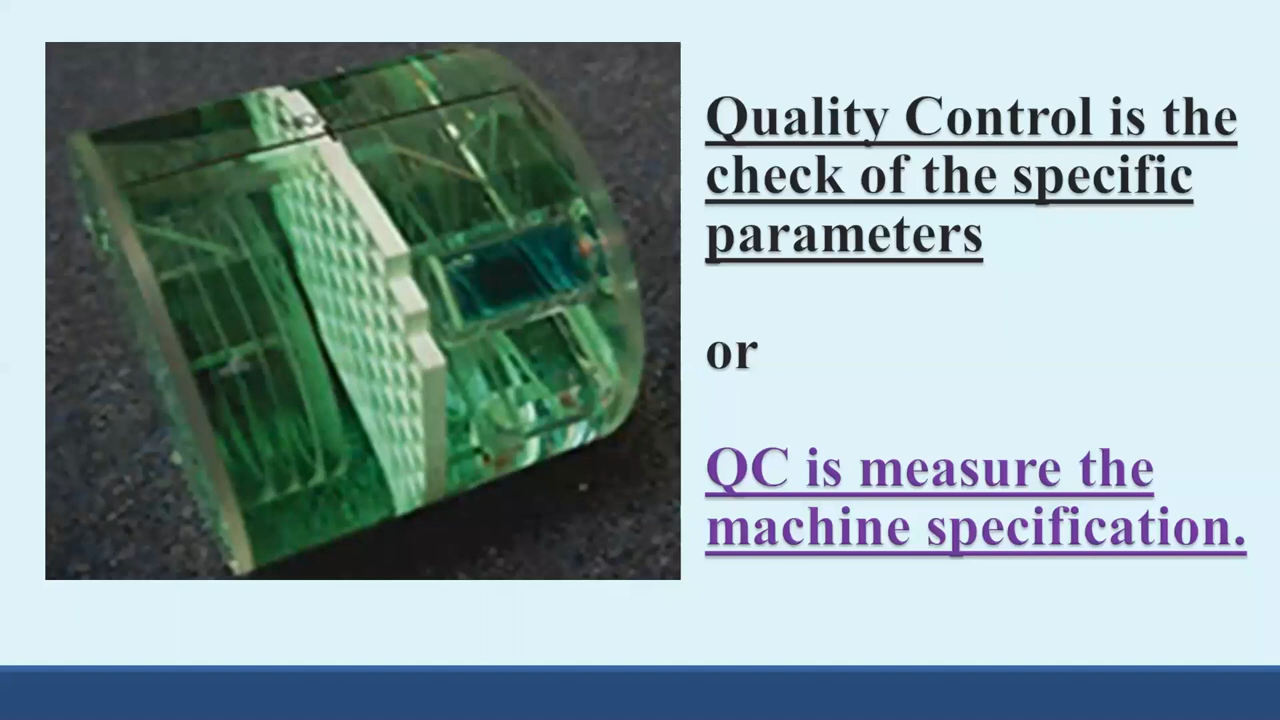 Quality Control is the
check of the specific
parameters
or
QC is measure the
machine specification.